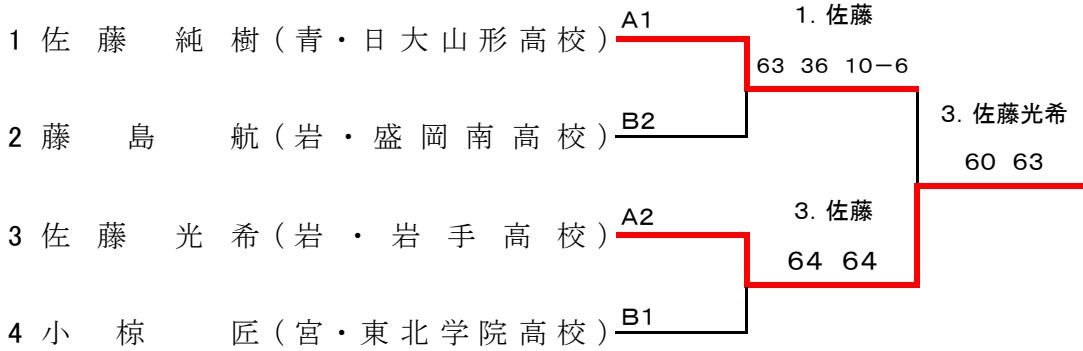 1 佐藤 純樹(青・日大山形高校) A1
1. 佐藤
63 36 10-6
2 藤島 航(岩・盛岡南高校) B2
3. 佐藤光希
60 63
3 佐藤 光希(岩・岩手高校) A2
3. 佐藤
64 64
4 小椋 匠(宮・東北学院高校) B1